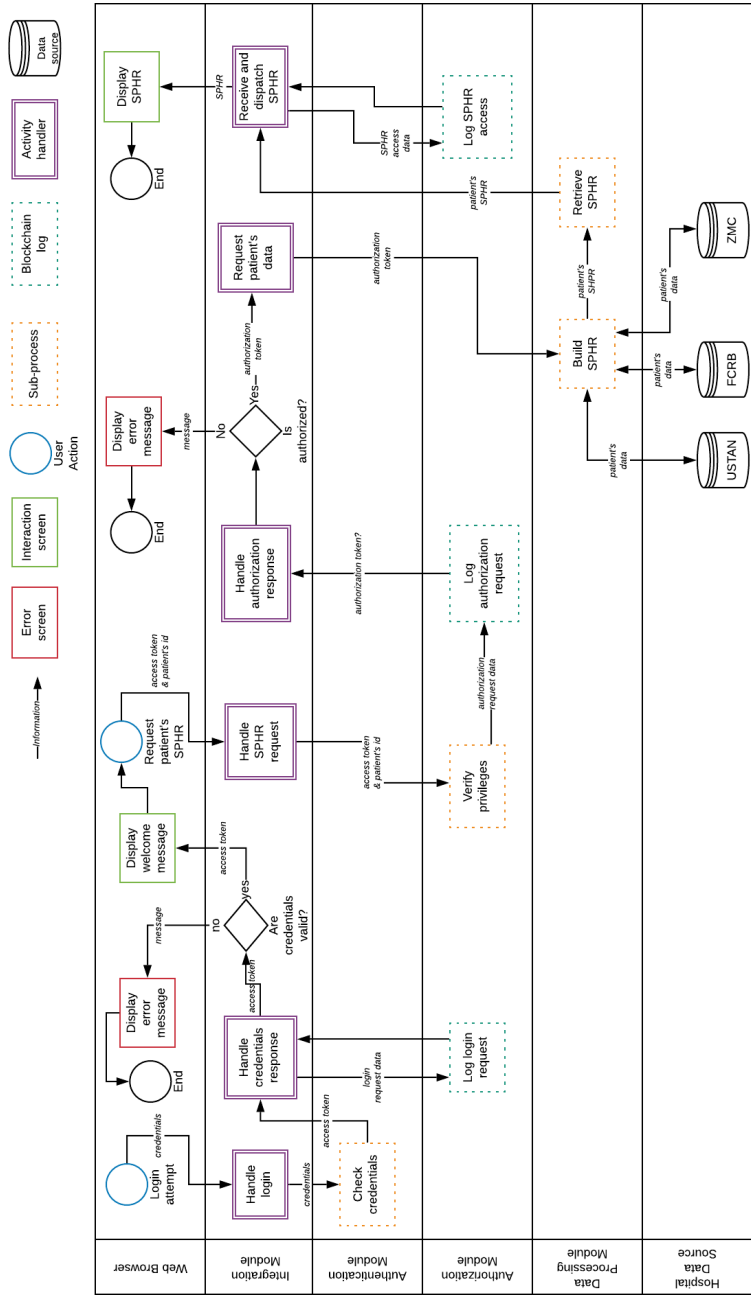 Information
Error
screen
Interaction
screen
User
Action
Sub-process
Blockchain
log
Activity
handler
Data
source
Web Browser
Login
attempt
credentials
End
Display
error
message
message
Display
welcome
message
access token
Request
patient's
SPHR
access token
& patient's id
End
Display
error
message
message
End
Display
SPHR
SPHR
Integration
Module
Handle
login
credentials
Handle
credentials
response
access token
no
yes
Are
credentials
valid?
Handle
SPHR
request
Handle
authorization
response
No
Yes
Is
authorized?
authorization
token
Request
patient's
data
Receive and
dispatch
SPHR
Authentication
Module
Check
credentials
access token
login
request data
access token
& patient's id
authorization token?
authorization
token
SPHR
access
data
Authorization
Module
Log login
request
Verify
privileges
authorization
request data
Log
authorization
request
Log SPHR
access
patient's
SPHR
Data
Processing
Module
Build
SPHR
patient's
SHPR
Retrieve
SPHR
patient's
data
patient's
data
patient's
data
Hospital
Data
Source
USTAN
FCRB
ZMC